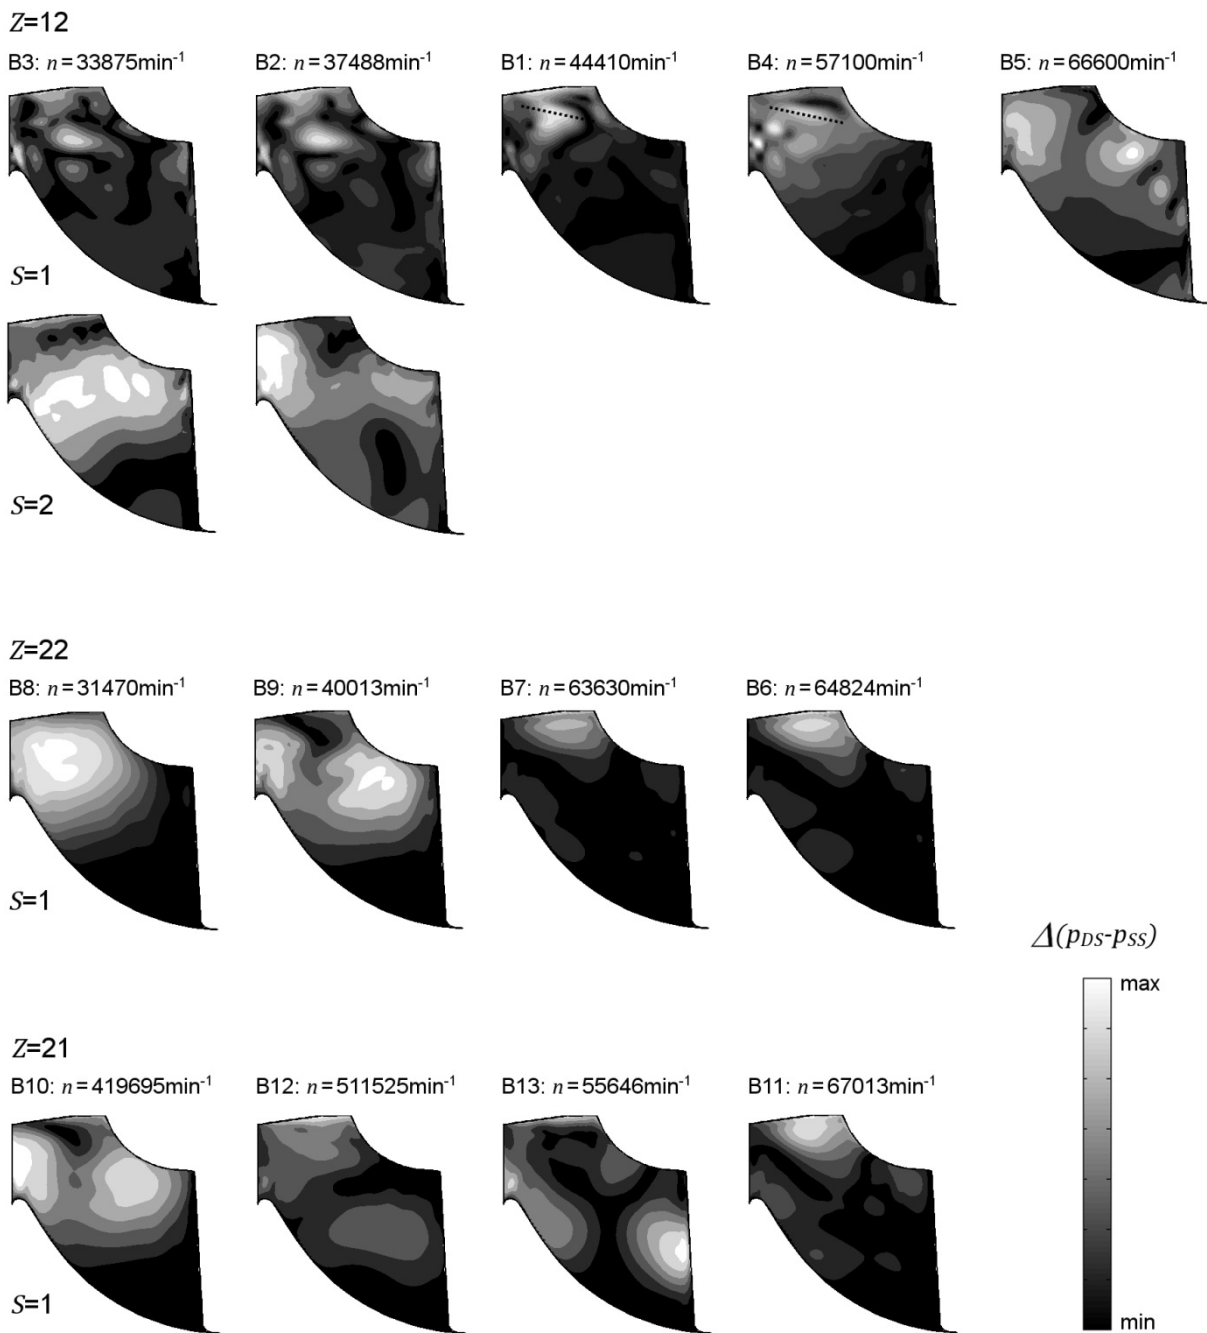 Z=12
B3: n=33875min⁻¹ B2: n=37488min⁻¹ B1: n=44410min⁻¹ B4: n=57100min⁻¹ B5: n=66600min⁻¹
S=1
S=2
Z=22
B8: n=31470min⁻¹ B9: n=40013min⁻¹ B7: n=63630min⁻¹ B6: n=64824min⁻¹
S=1
Δ(pDS-pSS)
max
Z=21
B10: n=419695min⁻¹ B12: n=511525min⁻¹ B13: n=55646min⁻¹ B11: n=67013min⁻¹
S=1
min